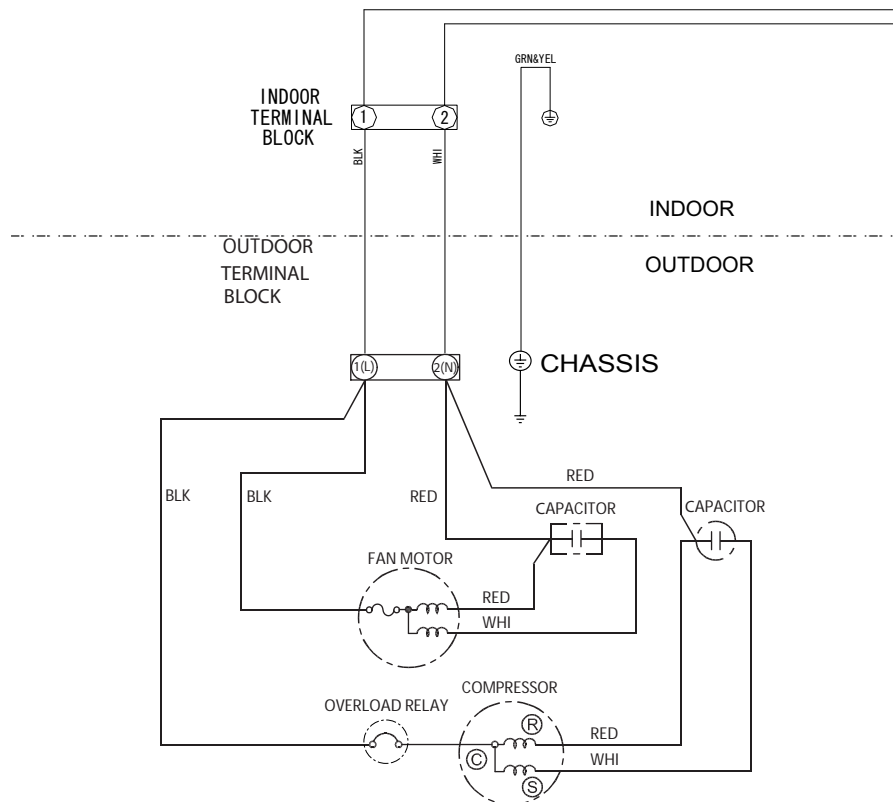 GRN&YEL
INDOOR
TERMINAL
BLOCK
1
2
BLK
WHI
INDOOR
OUTDOOR
TERMINAL
BLOCK
OUTDOOR
1(L)
2(N)
CHASSIS
BLK
BLK
RED
RED
CAPACITOR
CAPACITOR
FAN MOTOR
RED
WHI
OVERLOAD RELAY
COMPRESSOR
R
RED
C
WHI
S